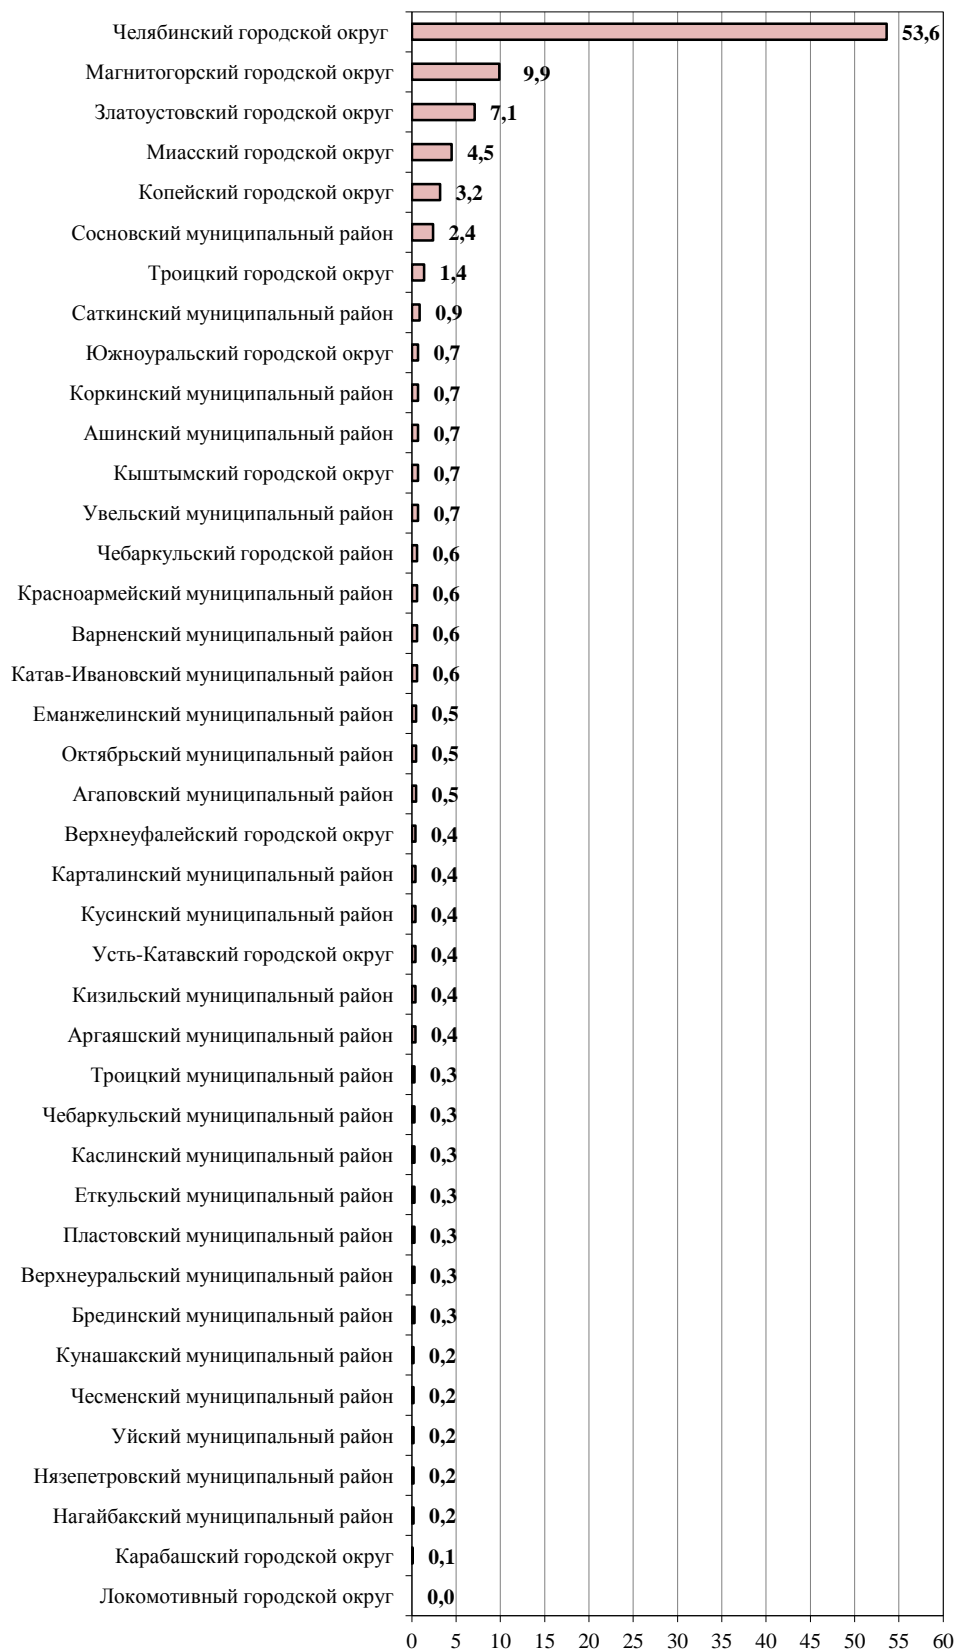 Челябинский городской округ 53,6
Магнитогорский городской округ 9,9
Златоустовский городской округ 7,1
Миасский городской округ 4,5
Копейский городской округ 3,2
Сосновский муниципальный район 2,4
Троицкий городской округ 1,4
Саткинский муниципальный район 0,9
Южноуральский городской округ 0,7
Коркинский муниципальный район 0,7
Ашинский муниципальный район 0,7
Кыштымский городской округ 0,7
Увельский муниципальный район 0,7
Чебаркульский городской район 0,6
Красноармейский муниципальный район 0,6
Варненский муниципальный район 0,6
Катав-Ивановский муниципальный район 0,6
Еманжелинский муниципальный район 0,5
Октябрьский муниципальный район 0,5
Агаповский муниципальный район 0,5
Верхнеуфалейский городской округ 0,4
Карталинский муниципальный район 0,4
Кусинский муниципальный район 0,4
Усть-Катавский городской округ 0,4
Кизильский муниципальный район 0,4
Аргаяшский муниципальный район 0,4
Троицкий муниципальный район 0,3
Чебаркульский муниципальный район 0,3
Каслинский муниципальный район 0,3
Еткульский муниципальный район 0,3
Пластовский муниципальный район 0,3
Верхнеуральский муниципальный район 0,3
Брединский муниципальный район 0,3
Кунашакский муниципальный район 0,2
Чесменский муниципальный район 0,2
Уйский муниципальный район 0,2
Нязепетровский муниципальный район 0,2
Нагайбакский муниципальный район 0,2
Карабашский городской округ 0,1
Локомотивный городской округ 0,0
0 5 10 15 20 25 30 35 40 45 50 55 60